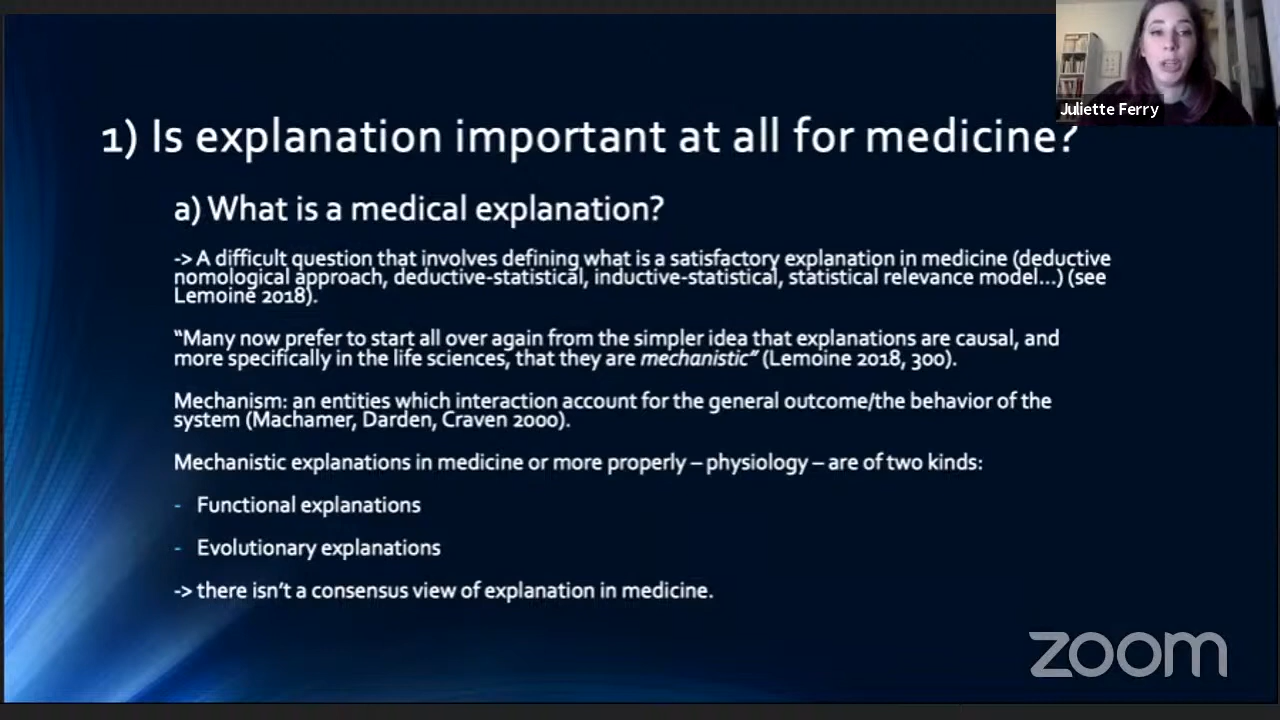 Juliette Ferry
1) Is explanation important at all for medicine?
a) What is a medical explanation?
-> A difficult question that involves defining what is a satisfactory explanation in medicine (deductive
nomological approach, deductive-statistical, inductive-statistical, statistical relevance model...) (see
Lemoine 2018).
“Many now prefer to start all over again from the simpler idea that explanations are causal, and
more specifically in the life sciences, that they are mechanistic” (Lemoine 2018, 300).
Mechanism: an entities which interaction account for the general outcome/the behavior of the
system (Machamer, Darden, Craven 2000).
Mechanistic explanations in medicine or more properly – physiology – are of two kinds:
- Functional explanations
- Evolutionary explanations
-> there isn’t a consensus view of explanation in medicine.
zoom